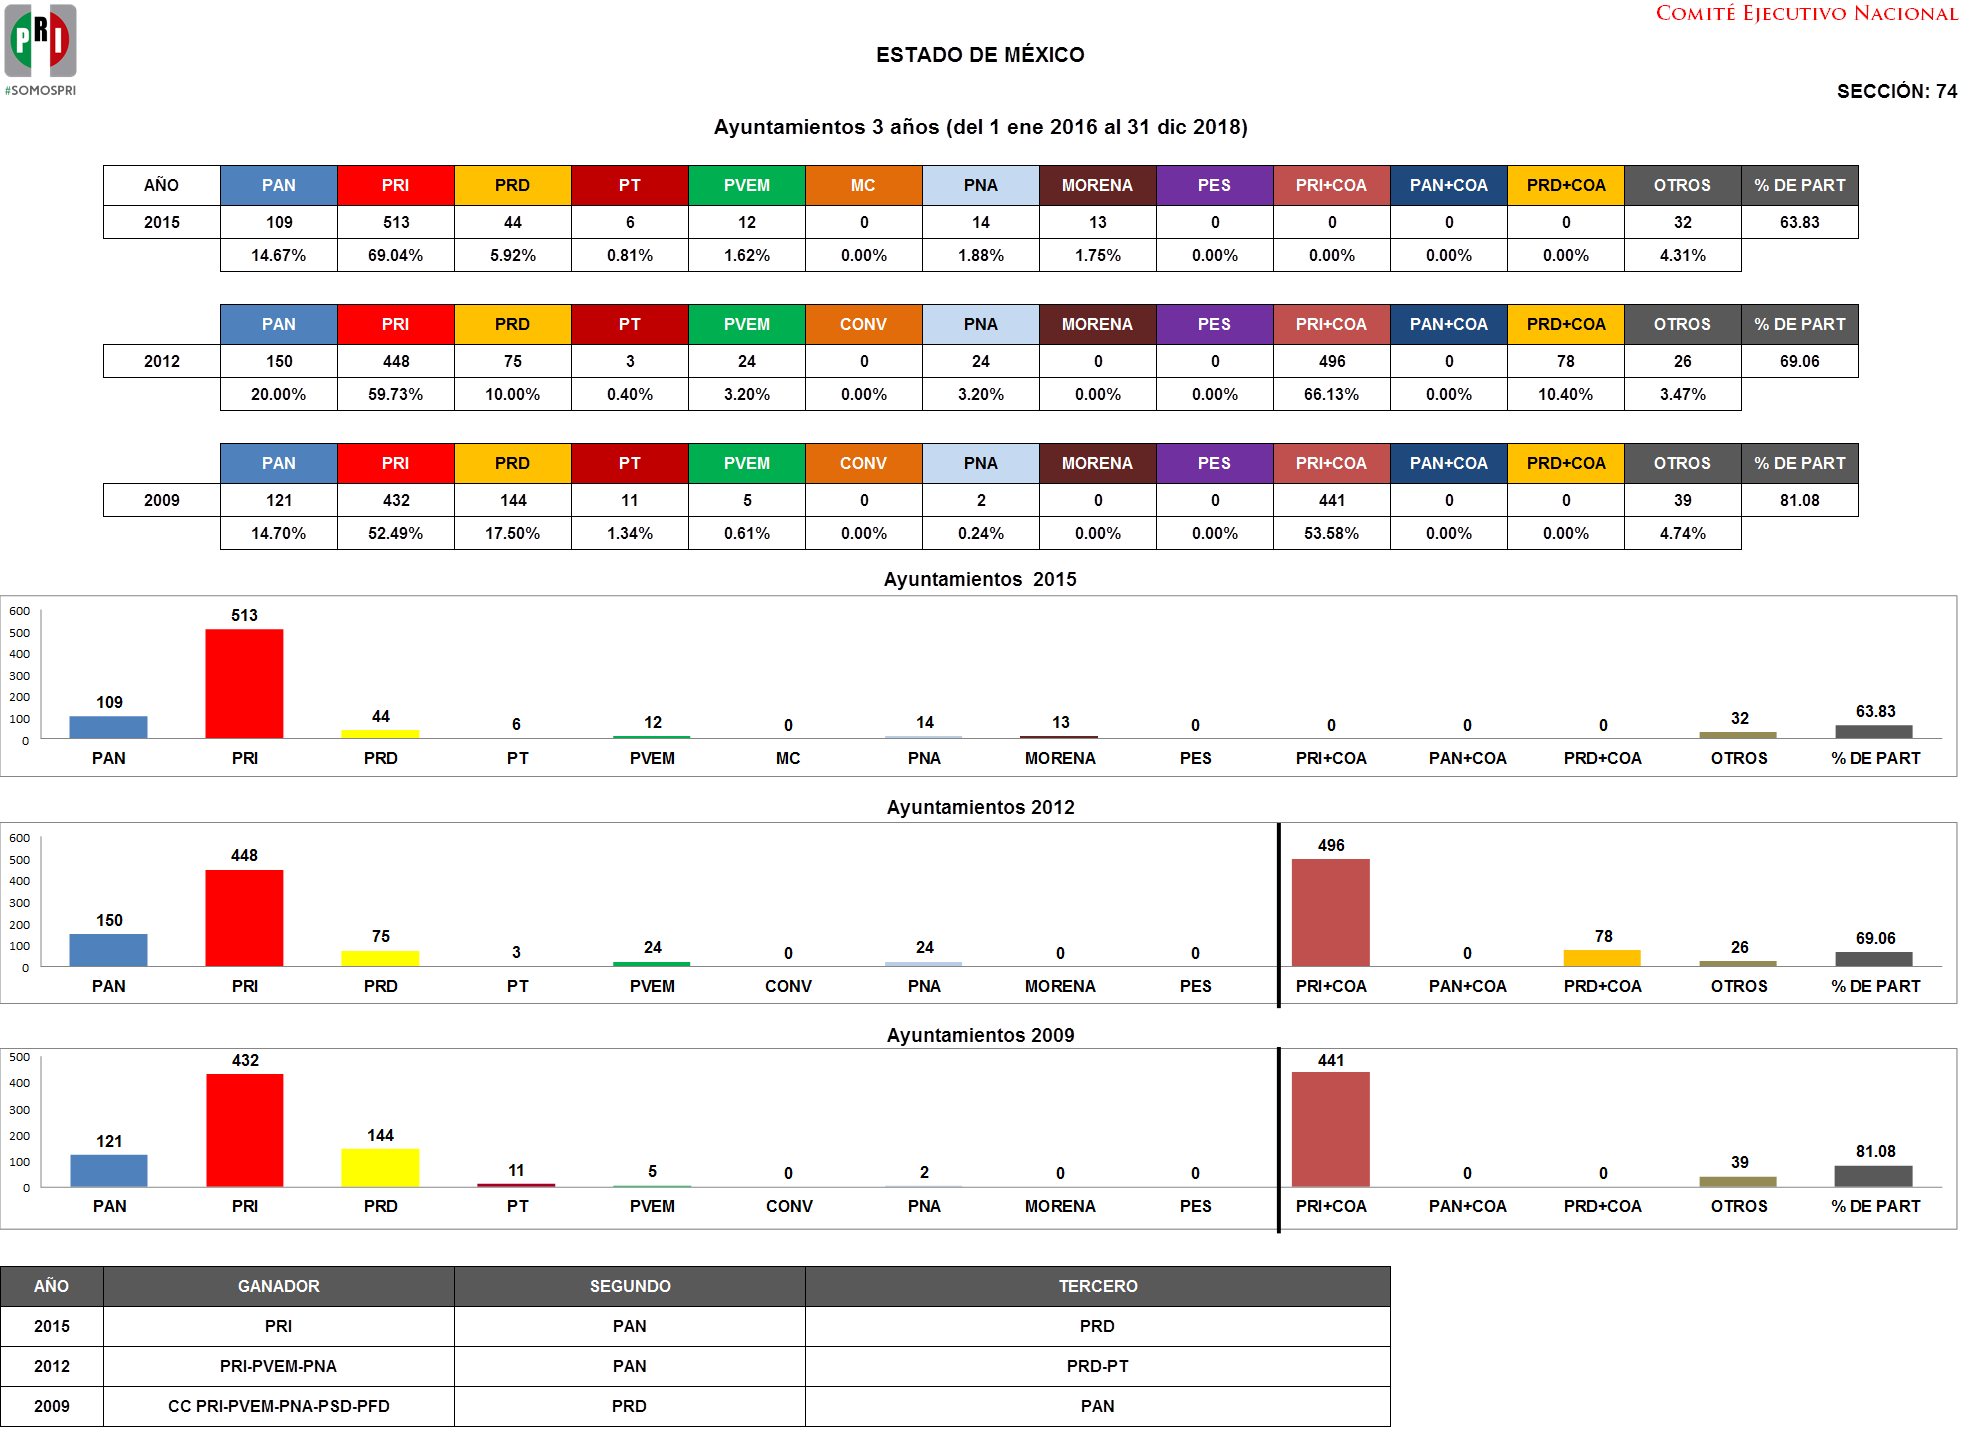 COMITÉ EJECUTIVO NACIONAL
PRI
#SOMOSPRI
ESTADO DE MÉXICO
SECCIÓN: 74
Ayuntamientos 3 años (del 1 ene 2016 al 31 dic 2018)
AÑO PAN PRI PRD PT PVEM MC PNA MORENA PES PRI+COA PAN+COA PRD+COA OTROS % DE PART
2015 109 513 44 6 12 0 14 13 0 0 0 0 32 63.83
14.67% 69.04% 5.92% 0.81% 1.62% 0.00% 1.88% 1.75% 0.00% 0.00% 0.00% 0.00% 4.31%
PAN PRI PRD PT PVEM CONV PNA MORENA PES PRI+COA PAN+COA PRD+COA OTROS % DE PART
2012 150 448 75 3 24 0 24 0 0 496 0 78 26 69.06
20.00% 59.73% 10.00% 0.40% 3.20% 0.00% 3.20% 0.00% 0.00% 66.13% 0.00% 10.40% 3.47%
PAN PRI PRD PT PVEM CONV PNA MORENA PES PRI+COA PAN+COA PRD+COA OTROS % DE PART
2009 121 432 144 11 5 0 2 0 0 441 0 0 39 81.08
14.70% 52.49% 17.50% 1.34% 0.61% 0.00% 0.24% 0.00% 0.00% 53.58% 0.00% 0.00% 4.74%
Ayuntamientos 2015
600
500
400
300
200
100
0
109 513 44 6 12 0 14 13 0 0 0 0 32 63.83
PAN PRI PRD PT PVEM MC PNA MORENA PES PRI+COA PAN+COA PRD+COA OTROS % DE PART
Ayuntamientos 2012
600
500
400
300
200
100
0
150 448 75 3 24 0 24 0 0 496 0 78 26 69.06
PAN PRI PRD PT PVEM CONV PNA MORENA PES PRI+COA PAN+COA PRD+COA OTROS % DE PART
Ayuntamientos 2009
500
400
300
200
100
0
121 432 144 11 5 0 2 0 0 441 0 0 39 81.08
PAN PRI PRD PT PVEM CONV PNA MORENA PES PRI+COA PAN+COA PRD+COA OTROS % DE PART
AÑO GANADOR SEGUNDO TERCERO
2015 PRI PAN PRD
2012 PRI-PVEM-PNA PAN PRD-PT
2009 CC PRI-PVEM-PNA-PSD-PFD PRD PAN